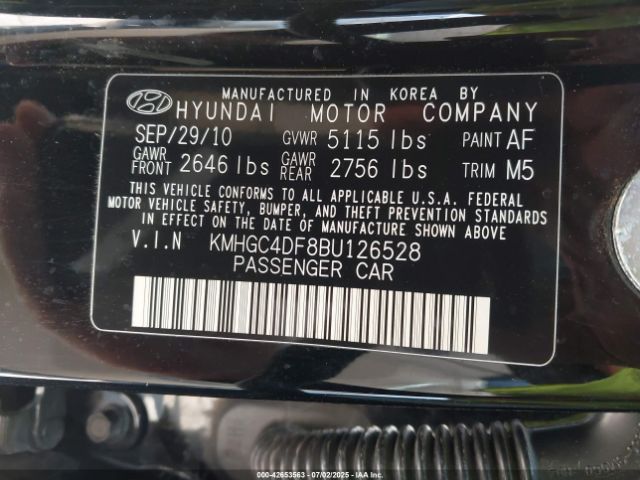 MANUFACTURED IN KOREA BY
HYUNDAI MOTOR COMPANY
SEP/29/10 GVWR 5115 lbs PAINT AF
GAWR FRONT 2646 lbs GAWR REAR 2756 lbs TRIM M5
THIS VEHICLE CONFORMS TO ALL APPLICABLE U.S.A. FEDERAL
MOTOR VEHICLE SAFETY, BUMPER, AND THEFT PREVENTION STANDARDS
IN EFFECT ON THE DATE OF MANUFACTURE SHOWN ABOVE.
V.I.N KMHGC4DF8BU126528
PASSENGER CAR
000-42653563 - 07/02/2025 - IAAI.COM